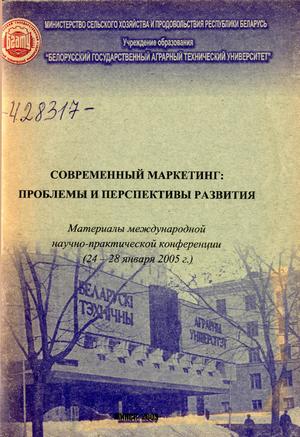 МИНИСТЕРСТВО СЕЛЬСКОГО ХОЗЯЙСТВА И ПРОДОВОЛЬСТВИЯ РЕСПУБЛИКИ БЕЛАРУСЬ
Учреждение образования
"БЕЛОРУССКИЙ ГОСУДАРСТВЕННЫЙ АГРАРНЫЙ ТЕХНИЧЕСКИЙ УНИВЕРСИТЕТ"
БГАТУ
-428317-
СОВРЕМЕННЫЙ МАРКЕТИНГ:
ПРОБЛЕМЫ И ПЕРСПЕКТИВЫ РАЗВИТИЯ
Материалы международной
научно-практической конференции
(24 – 28 января 2005 г.)
БЕЛАРУСКІ
ТЭХНІЧНЫ
АГРАРНЫ
УНІВЕРСІТЭТ